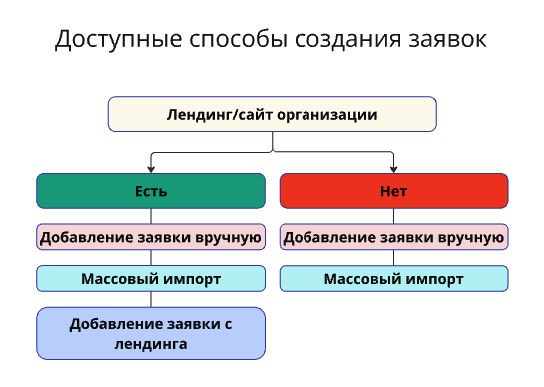 Доступные способы создания заявок
Лендинг/сайт организации
Есть
Нет
Добавление заявки вручную
Добавление заявки вручную
Массовый импорт
Массовый импорт
Добавление заявки с
лендинга